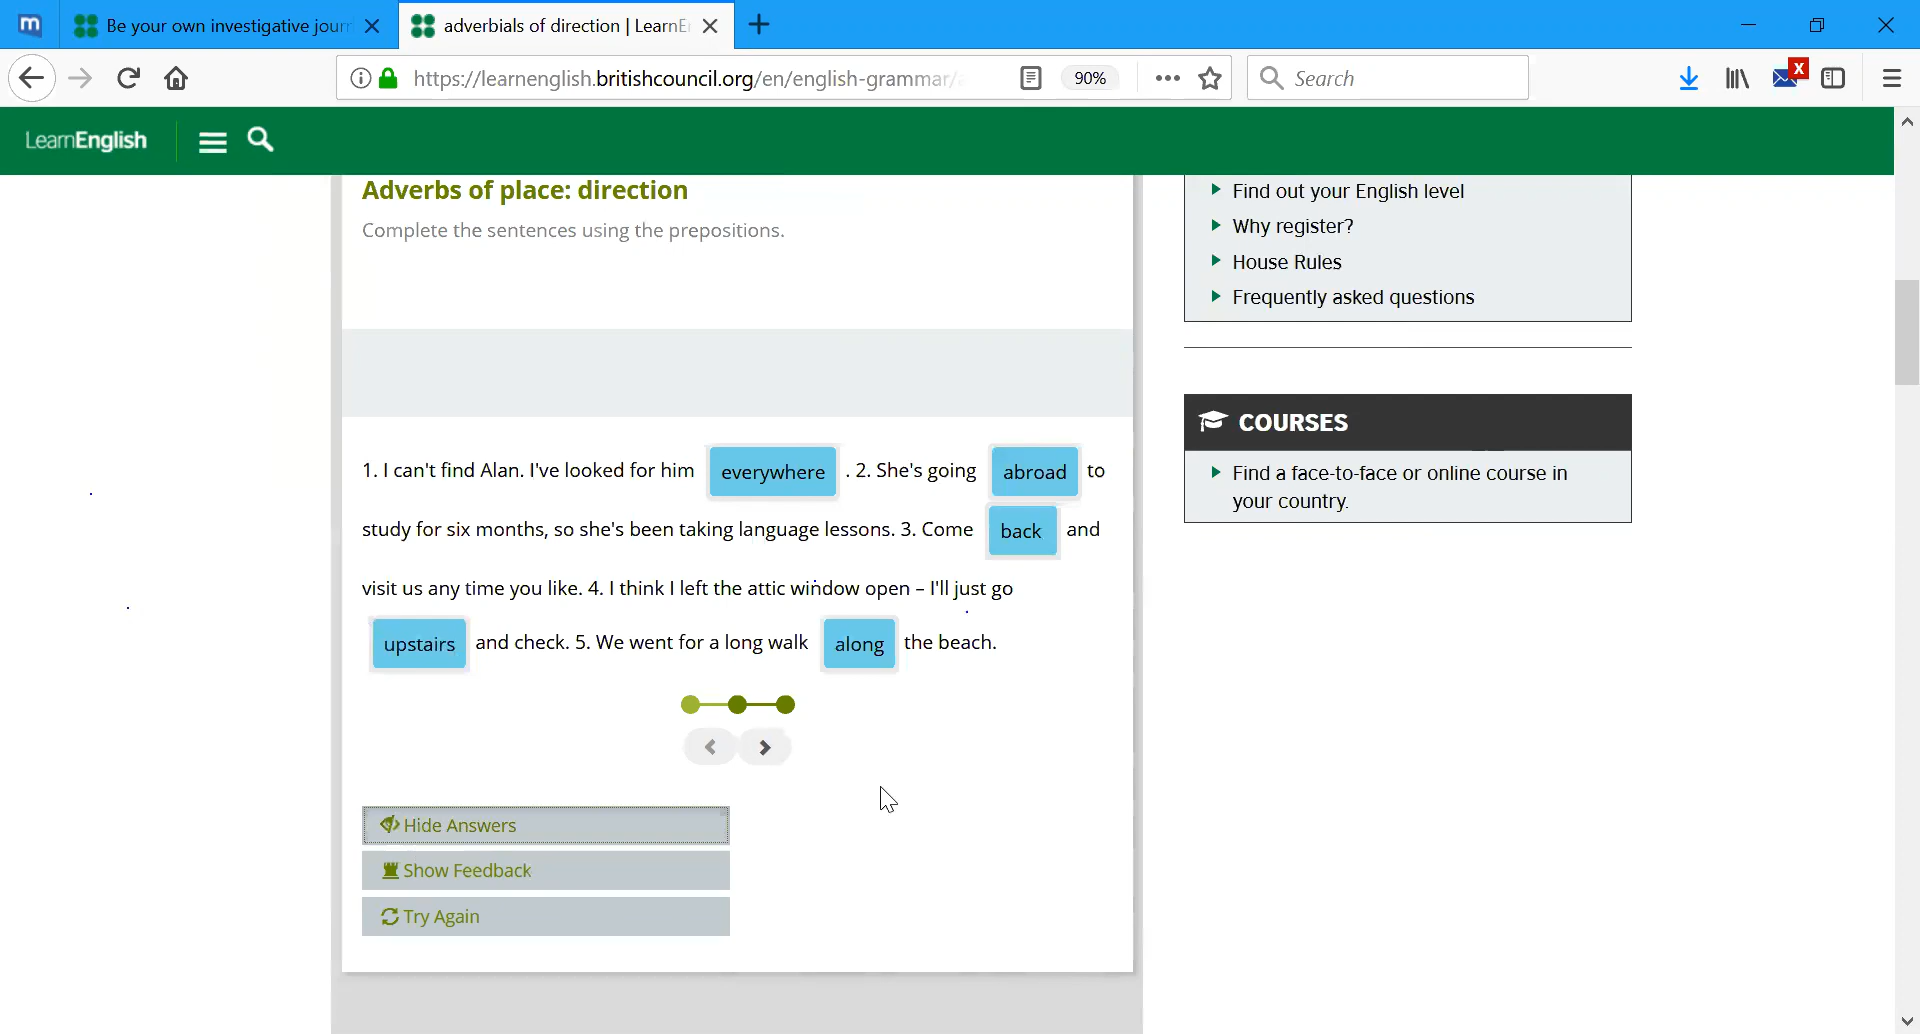 m
Be your own investigative jour
adverbials of direction | LearnE
https://learnenglish.britishcouncil.org/en/english-grammar/a
90%
Search
X
LearnEnglish
Adverbs of place: direction
Complete the sentences using the prepositions.
1. I can't find Alan. I've looked for him everywhere . 2. She's going abroad to
study for six months, so she's been taking language lessons. 3. Come back and
visit us any time you like. 4. I think I left the attic window open – I'll just go
upstairs and check. 5. We went for a long walk along the beach.
Hide Answers
Show Feedback
Try Again
Find out your English level
Why register?
House Rules
Frequently asked questions
COURSES
Find a face-to-face or online course in
your country.